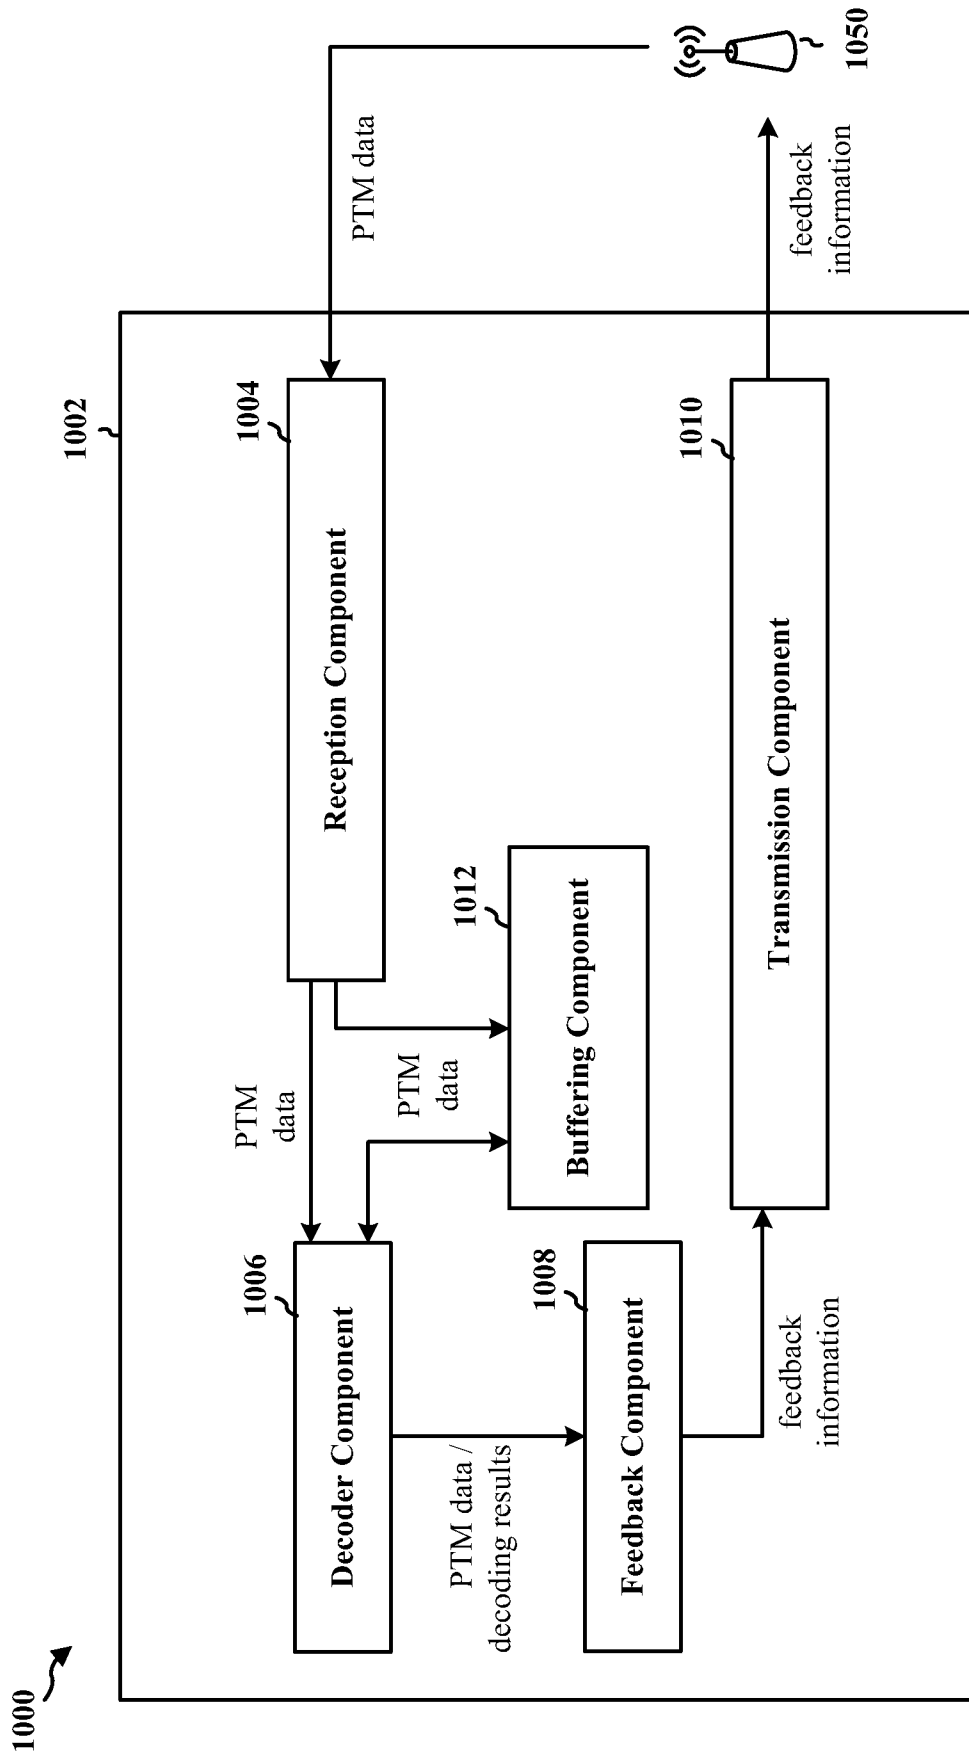 1000
1002
Reception Component
1004
PTM data
PTM
data
PTM
data
Decoder Component
1006
Buffering Component
1012
PTM data /
decoding results
Feedback Component
1008
feedback
information
Transmission Component
1010
feedback
information
1050